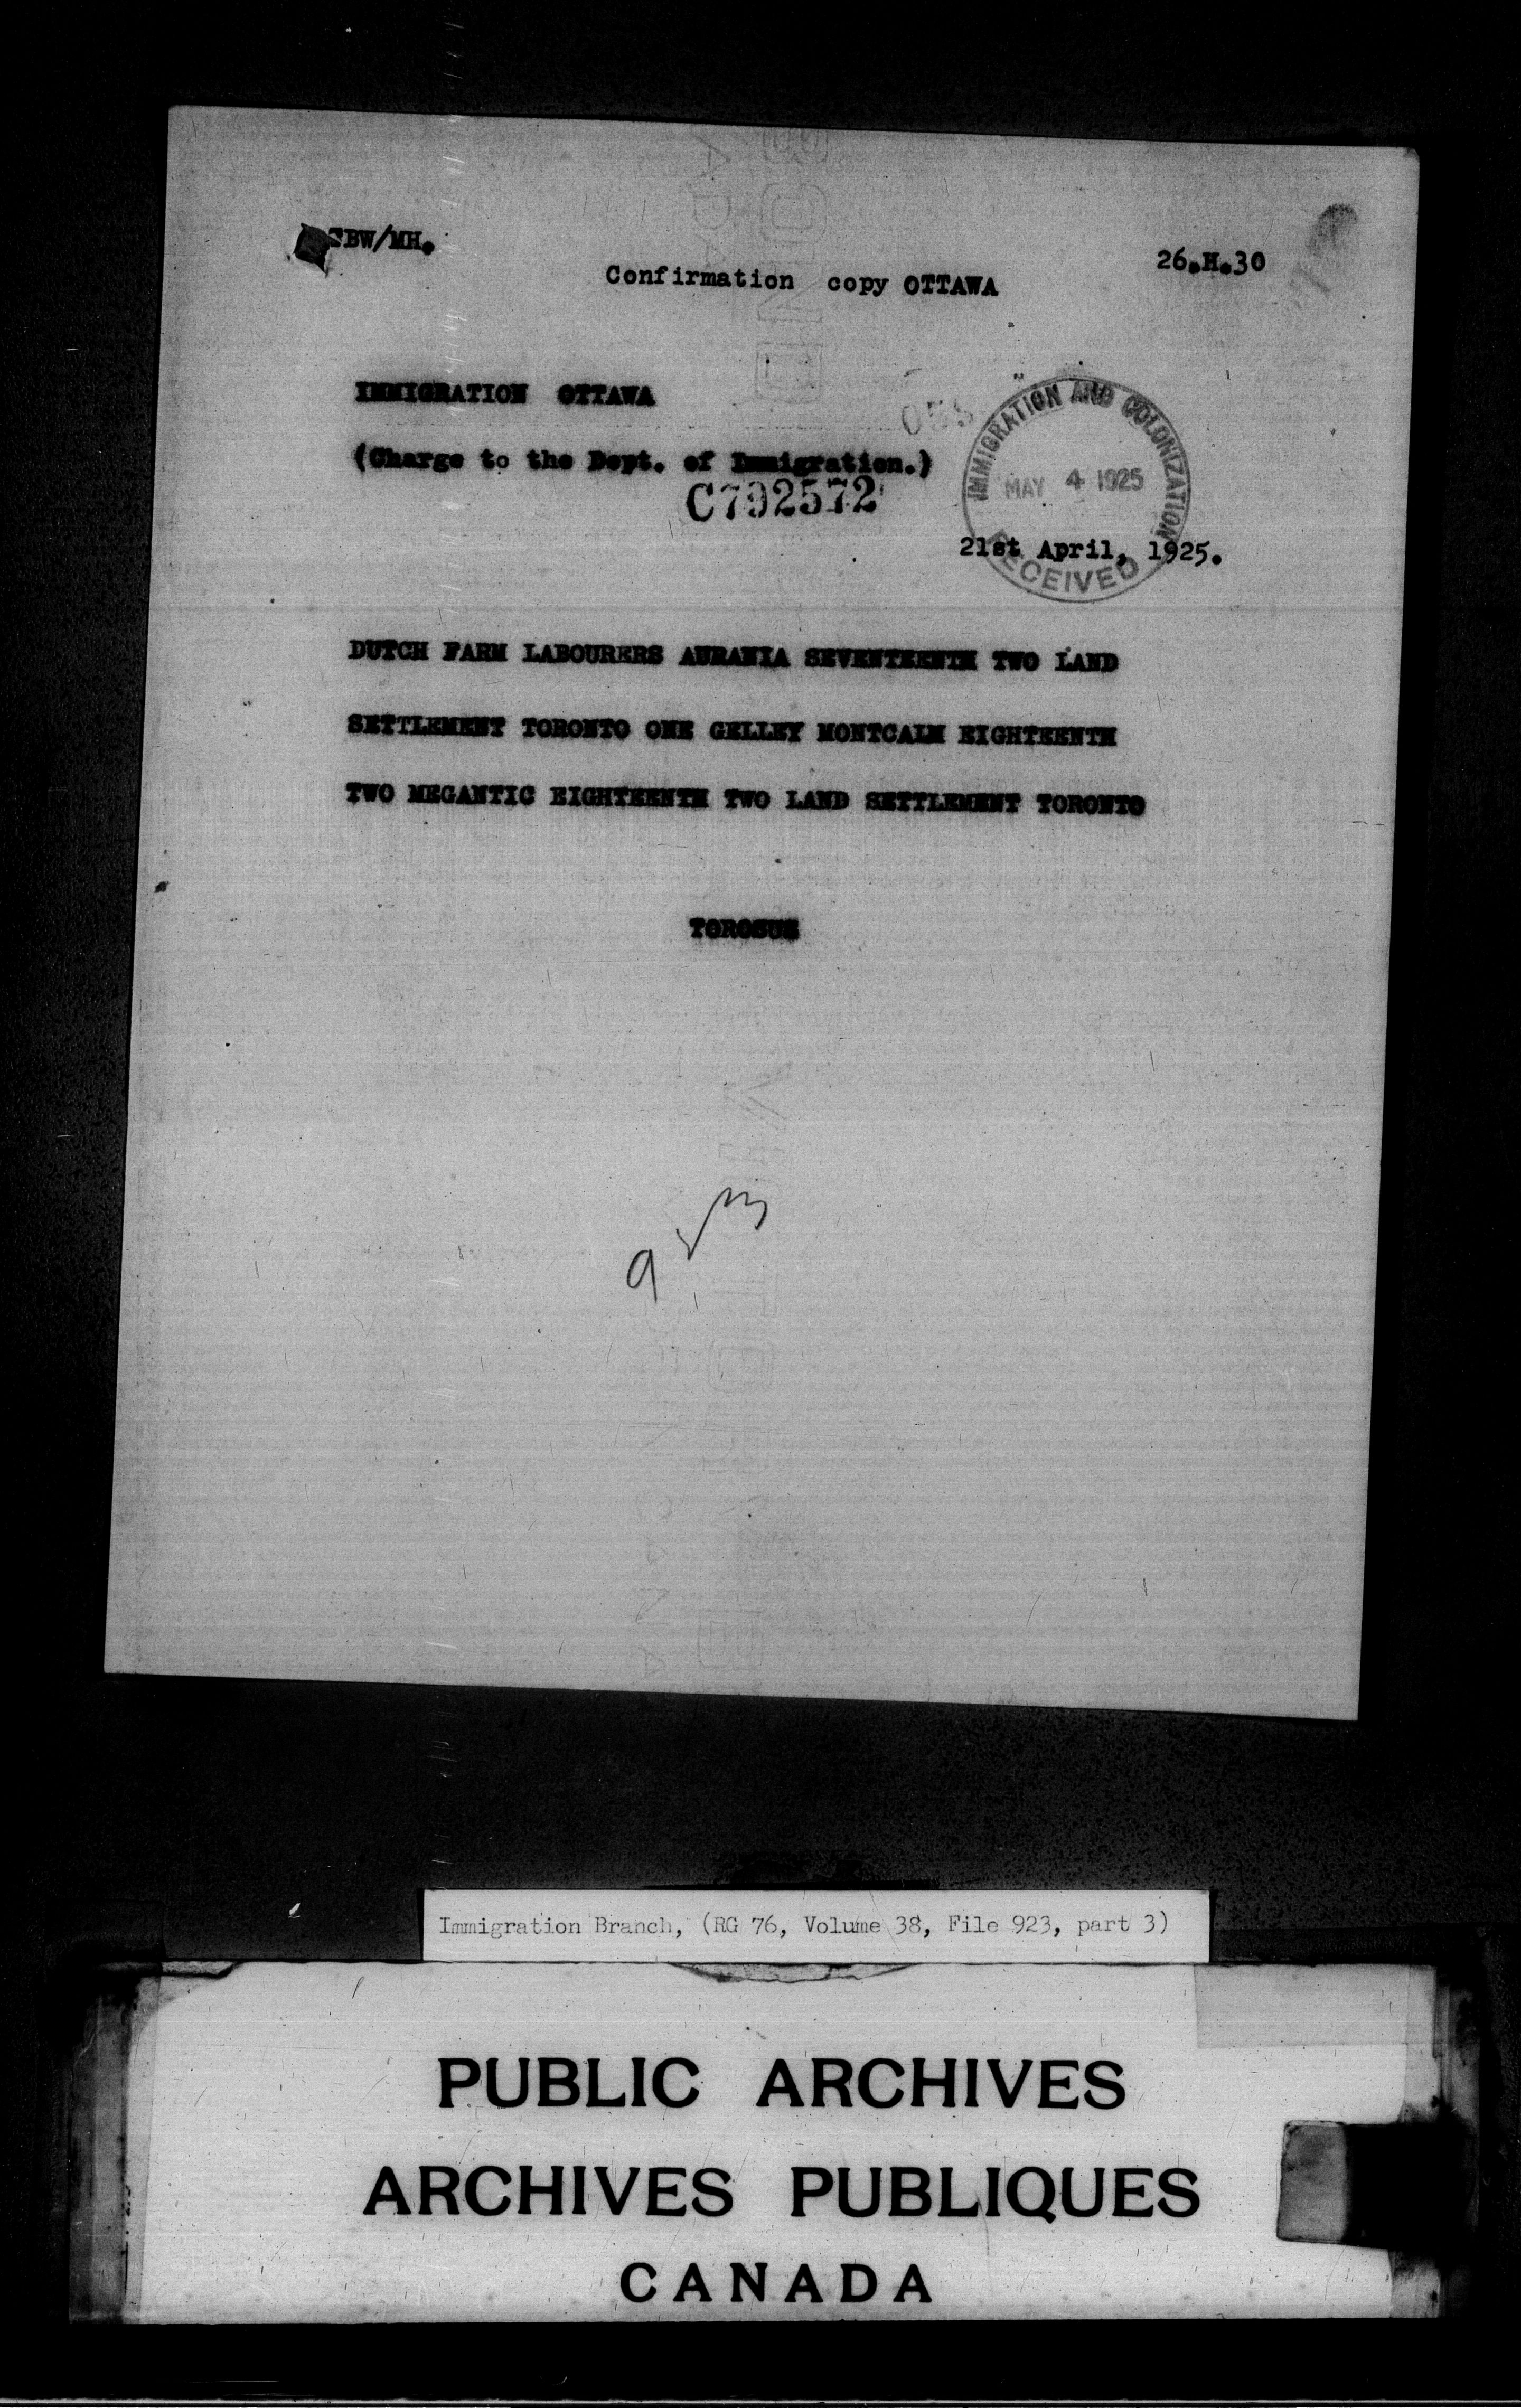 BW/MH.
26.H.30
Confirmation copy OTTAWA
IMMIGRATION OTTAWA
(Charge to the Dept. of Immigration.)
C792572
IMMIGRATION AND COLONIZATION
MAY 4 1925
RECEIVED
21st April, 1925.
DUTCH FARM LABOURERS AURANIA SEVENTEENTH TWO LAND
SETTLEMENT TORONTO ONE GELLEY MONTCALM EIGHTEENTH
TWO MEGANTIC EIGHTEENTH TWO LAND SETTLEMENT TORONTO
Immigration Branch, (RG 76, Volume 38, File 923, part 3)
PUBLIC ARCHIVES
ARCHIVES PUBLIQUES
CANADA